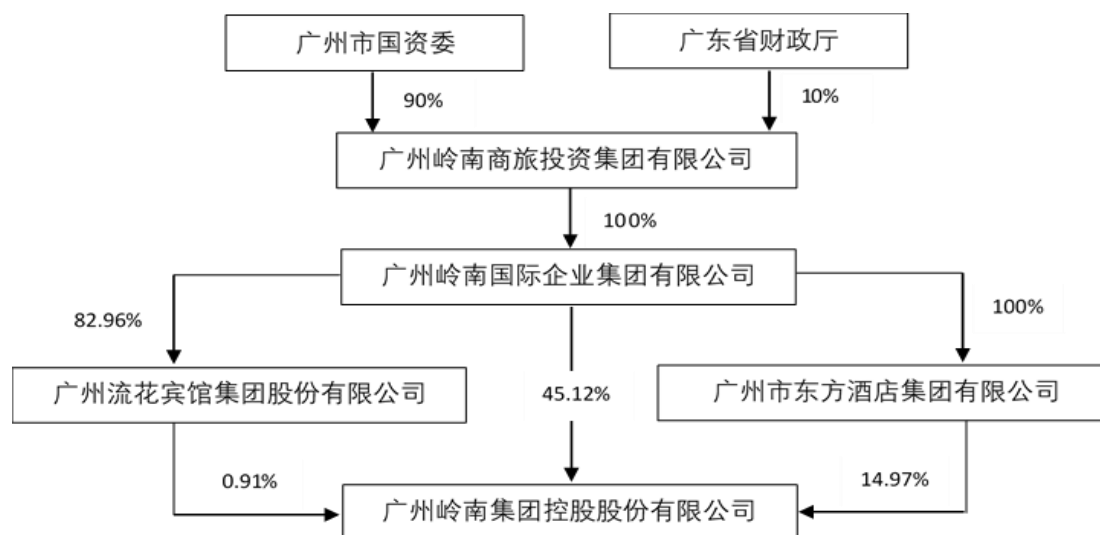 广州市国资委
广东省财政厅
90%
10%
广州岭南商旅投资集团有限公司
100%
广州岭南国际企业集团有限公司
82.96%
100%
广州流花宾馆集团股份有限公司
45.12%
广州市东方酒店集团有限公司
0.91%
14.97%
广州岭南集团控股股份有限公司